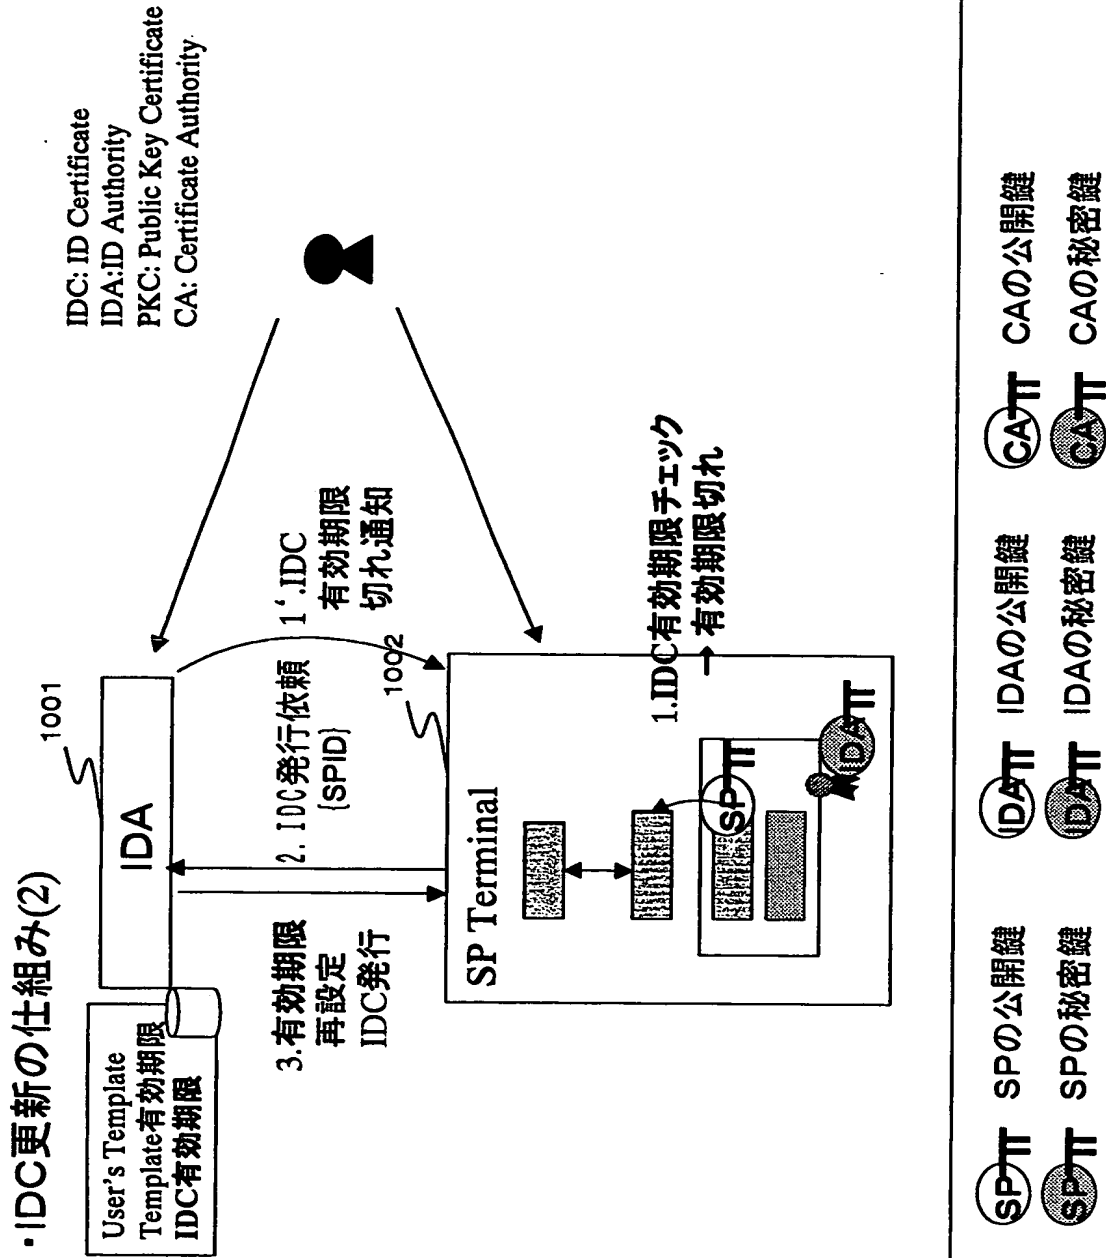 ・IDC更新の仕組み(2)
IDC: ID Certificate
IDA:ID Authority
PKC: Public Key Certificate
CA: Certificate Authority
User's Template
Template有効期限
IDC有効期限
IDA
1001
3.有効期限
再設定
IDC発行
2.IDC発行依頼
{SPID}
1'.IDC
有効期限
切れ通知
1002
SP Terminal
1.IDC有効期限チェック
→有効期限切れ
SP
IDA
SP SPの公開鍵
IDA IDAの公開鍵
CA CAの公開鍵
SP SPの秘密鍵
IDA IDAの秘密鍵
CA CAの秘密鍵